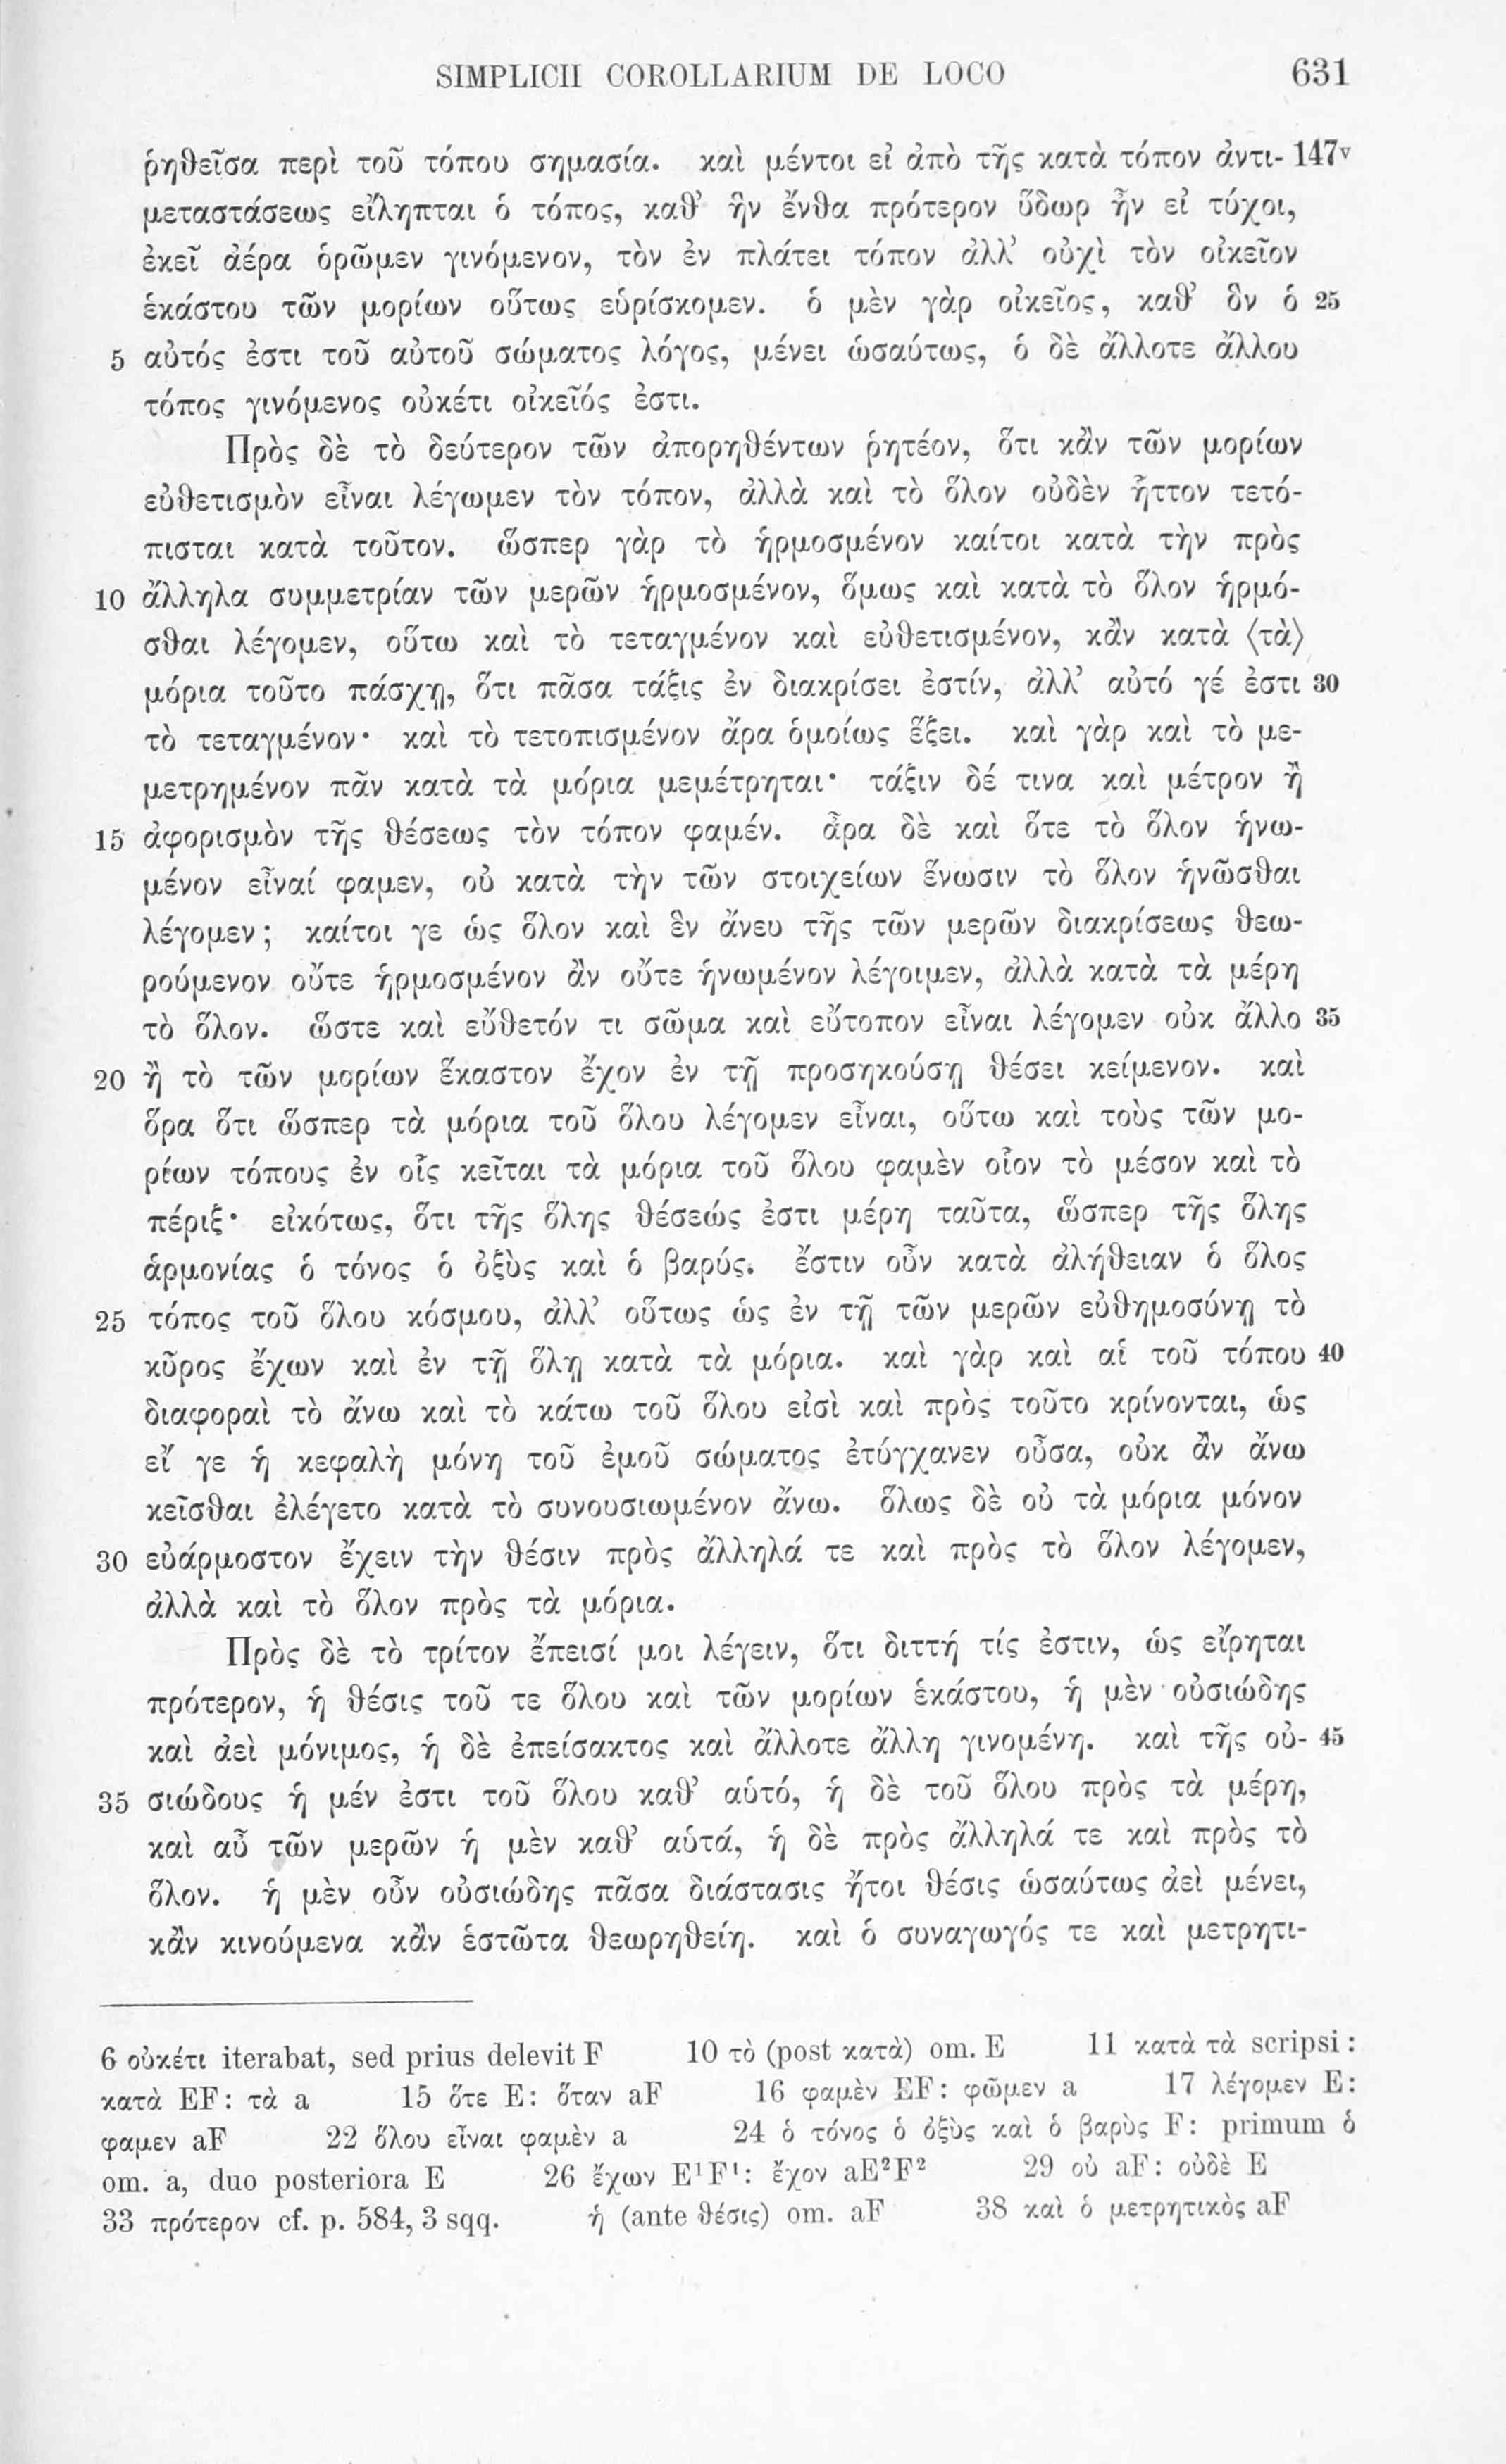 SIMPLICII COROLLARIUM DE LOCO 631
ῥηθεῖσα περὶ τοῦ τόπου σημασία. καὶ μέντοι εἰ ἀπὸ τῆς κατὰ τόπον ἀντι- 147v
μεταστάσεως εἴληπται ὁ τόπος, καθ’ ἣν ἔνθα πρότερον ὕδωρ ἦν εἰ τύχοι,
ἐκεῖ ἀέρα ὁρῶμεν γινόμενον, τὸν ἐν πλάτει τόπον ἀλλ’ οὐχὶ τὸν οἰκεῖον
ἑκάστου τῶν μορίων οὕτως εὑρίσκομεν. ὁ μὲν γὰρ οἰκεῖος, καθ’ ὃν ὁ 25
5 αὐτός ἐστι τοῦ αὐτοῦ σώματος λόγος, μένει ὡσαύτως, ὁ δὲ ἄλλοτε ἄλλου
τόπος γινόμενος οὐκέτι οἰκεῖός ἐστι.
Πρὸς δὲ τὸ δεύτερον τῶν ἀπορηθέντων ῥητέον, ὅτι κἂν τῶν μορίων
εὐθετισμὸν εἶναι λέγωμεν τὸν τόπον, ἀλλὰ καὶ τὸ ὅλον οὐδὲν ἧττον τετό-
πισται κατὰ τοῦτον. ὥσπερ γὰρ τὸ ἡρμοσμένον καίτοι κατὰ τὴν πρὸς
10 ἄλληλα συμμετρίαν τῶν μερῶν ἡρμοσμένον, ὅμως καὶ κατὰ τὸ ὅλον ἡρμό-
σθαι λέγομεν, οὕτω καὶ τὸ τεταγμένον καὶ εὐθετισμένον, κἂν κατὰ ⟨τὰ⟩
μόρια τοῦτο πάσχῃ, ὅτι πᾶσα τάξις ἐν διακρίσει ἐστίν, ἀλλ’ αὐτό γέ ἐστι 30
τὸ τεταγμένον· καὶ τὸ τετοπισμένον ἄρα ὁμοίως ἕξει. καὶ γὰρ καὶ τὸ με-
μετρημένον πᾶν κατὰ τὰ μόρια μεμέτρηται· τάξιν δέ τινα καὶ μέτρον ἢ
15 ἀφορισμὸν τῆς θέσεως τὸν τόπον φαμέν. ἆρα δὲ καὶ ὅτε τὸ ὅλον ἡνω-
μένον εἶναί φαμεν, οὐ κατὰ τὴν τῶν στοιχείων ἕνωσιν τὸ ὅλον ἡνῶσθαι
λέγομεν; καίτοι γε ὡς ὅλον καὶ ἓν ἄνευ τῆς τῶν μερῶν διακρίσεως θεω-
ρούμενον οὔτε ἡρμοσμένον ἂν οὔτε ἡνωμένον λέγοιμεν, ἀλλὰ κατὰ τὰ μέρη
τὸ ὅλον. ὥστε καὶ εὔθετόν τι σῶμα καὶ εὔτοπον εἶναι λέγομεν οὐκ ἄλλο 35
20 ἢ τὸ τῶν μορίων ἕκαστον ἔχον ἐν τῇ προσηκούσῃ θέσει κείμενον. καὶ
ὅρα ὅτι ὥσπερ τὰ μόρια τοῦ ὅλου λέγομεν εἶναι, οὕτω καὶ τοὺς τῶν μο-
ρίων τόπους ἐν οἷς κεῖται τὰ μόρια τοῦ ὅλου φαμὲν οἷον τὸ μέσον καὶ τὸ
πέριξ· εἰκότως, ὅτι τῆς ὅλης θέσεώς ἐστι μέρη ταῦτα, ὥσπερ τῆς ὅλης
ἁρμονίας ὁ τόνος ὁ ὀξὺς καὶ ὁ βαρύς. ἔστιν οὖν κατὰ ἀλήθειαν ὁ ὅλος
25 τόπος τοῦ ὅλου κόσμου, ἀλλ’ οὕτως ὡς ἐν τῇ τῶν μερῶν εὐθημοσύνῃ τὸ
κῦρος ἔχων καὶ ἐν τῇ ὅλῃ κατὰ τὰ μόρια. καὶ γὰρ καὶ αἱ τοῦ τόπου 40
διαφοραὶ τὸ ἄνω καὶ τὸ κάτω τοῦ ὅλου εἰσὶ καὶ πρὸς τοῦτο κρίνονται, ὡς
εἴ γε ἡ κεφαλὴ μόνη τοῦ ἐμοῦ σώματος ἐτύγχανεν οὖσα, οὐκ ἂν ἄνω
κεῖσθαι ἐλέγετο κατὰ τὸ συνουσιωμένον ἄνω. ὅλως δὲ οὐ τὰ μόρια μόνον
30 εὐάρμοστον ἔχειν τὴν θέσιν πρὸς ἄλληλά τε καὶ πρὸς τὸ ὅλον λέγομεν,
ἀλλὰ καὶ τὸ ὅλον πρὸς τὰ μόρια.
Πρὸς δὲ τὸ τρίτον ἔπεισί μοι λέγειν, ὅτι διττή τίς ἐστιν, ὡς εἴρηται
πρότερον, ἡ θέσις τοῦ τε ὅλου καὶ τῶν μορίων ἑκάστου, ἡ μὲν οὐσιώδης
καὶ ἀεὶ μόνιμος, ἡ δὲ ἐπείσακτος καὶ ἄλλοτε ἄλλη γινομένη. καὶ τῆς οὐ- 45
35 σιώδους ἡ μέν ἐστι τοῦ ὅλου καθ’ αὑτό, ἡ δὲ τοῦ ὅλου πρὸς τὰ μέρη,
καὶ αὖ τῶν μερῶν ἡ μὲν καθ’ αὑτά, ἡ δὲ πρὸς ἄλληλά τε καὶ πρὸς τὸ
ὅλον. ἡ μὲν οὖν οὐσιώδης πᾶσα διάστασις ἤτοι θέσις ὡσαύτως ἀεὶ μένει,
κἂν κινούμενα κἂν ἑστῶτα θεωρηθείη. καὶ ὁ συναγωγός τε καὶ μετρητι-
6 οὐκέτι iterabat, sed prius delevit F 10 τὸ (post κατὰ) om. E 11 κατὰ τὰ scripsi:
κατὰ EF: τὰ a 15 ὅτε E: ὅταν aF 16 φαμὲν EF: φῶμεν a 17 λέγομεν E:
φαμεν aF 22 ὅλου εἶναι φαμὲν a 24 ὁ τόνος ὁ ὀξὺς καὶ ὁ βαρὺς F: primum ὁ
om. a, duo posteriora E 26 ἔχων E¹F¹: ἔχον aE²F² 29 οὐ aF: οὐδὲ E
33 πρότερον cf. p. 584, 3 sqq. ἡ (ante θέσις) om. aF 38 καὶ ὁ μετρητικὸς aF